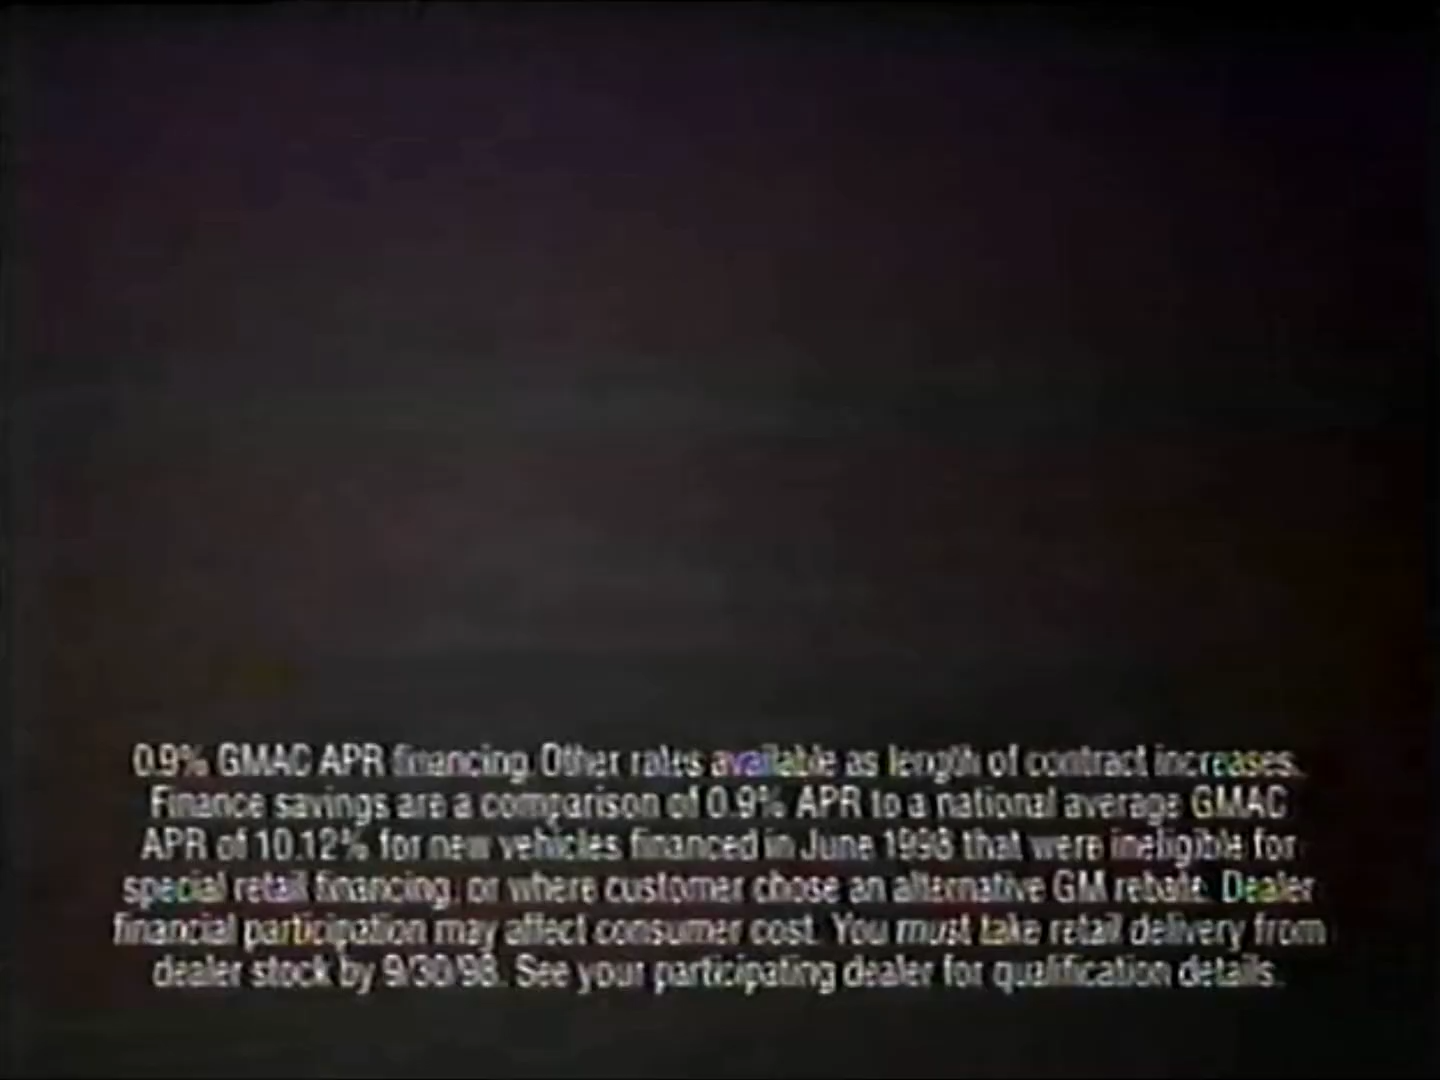 0.9% GMAC APR financing. Other rates available as length of contract increases.
Finance savings are a comparison of 0.9% APR to a national average GMAC
APR of 10.12% for new vehicles financed in June 1998 that were ineligible for
special retail financing, or where customer chose an alternative GM rebate. Dealer
financial participation may affect consumer cost. You must take retail delivery from
dealer stock by 9/30/98. See your participating dealer for qualification details.